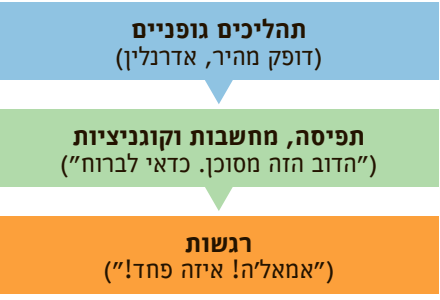 תהליכים גופניים
(דופק מהיר, אדרנלין)
תפיסה, מחשבות וקוגניציות
("הדוב הזה מסוכן. כדאי לברוח")
רגשות
("אמאל'ה! איזה פחד!")